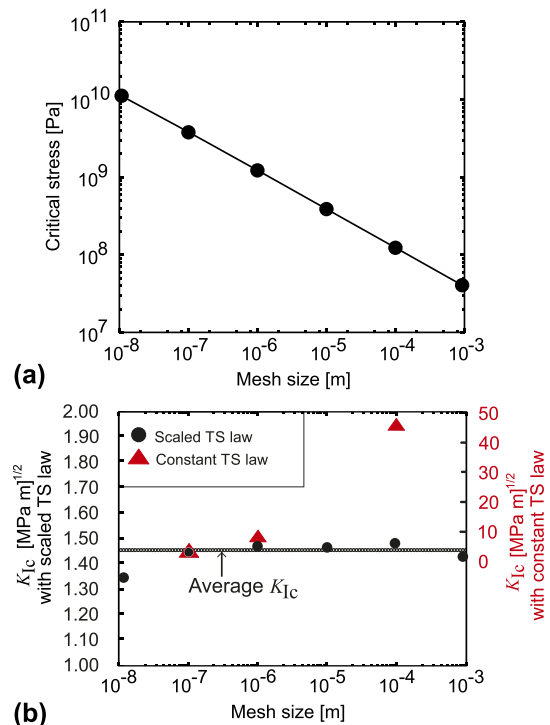 10^11
10^10
10^9
10^8
10^7
Critical stress [Pa]
10^-8 10^-7 10^-6 10^-5 10^-4 10^-3
Mesh size [m]
(a)
2.00
1.90
1.80
1.70
1.60
1.50
1.40
1.30
1.20
1.10
1.00
K_Ic [MPa m]^1/2
with scaled TS law
Scaled TS law
Constant TS law
Average K_Ic
50
40
30
20
10
0
K_Ic [MPa m]^1/2
with constant TS law
10^-8 10^-7 10^-6 10^-5 10^-4 10^-3
Mesh size [m]
(b)